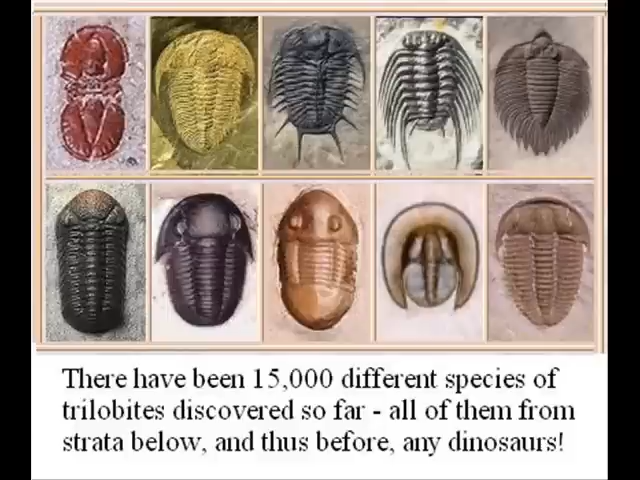 There have been 15,000 different species of
trilobites discovered so far - all of them from
strata below, and thus before, any dinosaurs!